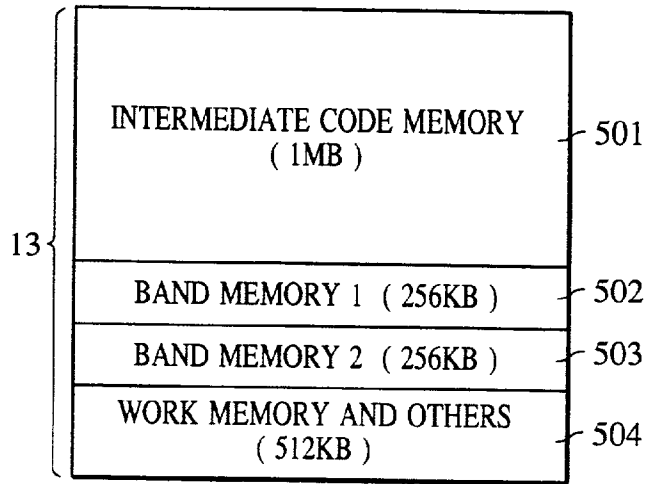 INTERMEDIATE CODE MEMORY
( 1MB )
501
13
BAND MEMORY 1 ( 256KB )
502
BAND MEMORY 2 ( 256KB )
503
WORK MEMORY AND OTHERS
( 512KB )
504